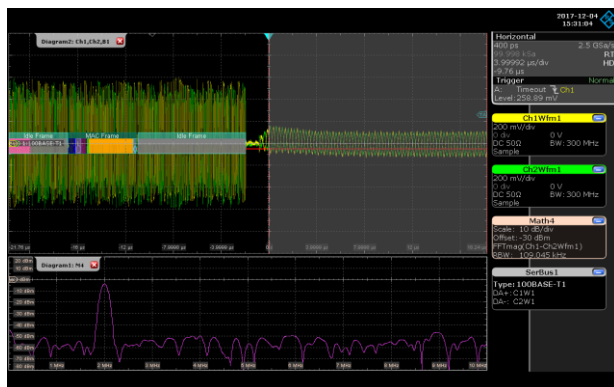 2017-12-04
15:31:04
Diagram2: Ch1,Ch2,B1
Horizontal
400 ps 2.5 GSa/s
RT
3.99992 µs/div HD
-9.76 µs
Trigger Normal
A: Timeout Ch1
Level:258.89 mV
Ch1Wfm1
200 mV/div
0 div 0 V
DC 50Ω BW: 300 MHz
Sample
Ch2Wfm1
200 mV/div
0 div 0 V
DC 50Ω BW: 300 MHz
Sample
Math4
Scale: 10 dB/div
Offset: -30 dBm
FFTmag(Ch1-Ch2Wfm1)
RBW: 109.045 kHz
SerBus1
Type: 100BASE-T1
DA+: C1W1
DA-: C2W1
Idle Frame MAC Frame Idle Frame
100BASE-T1
Diagram1: M4
1 MHz 2 MHz 3 MHz 4 MHz 5 MHz 6 MHz 7 MHz 8 MHz 9 MHz 10 MHz